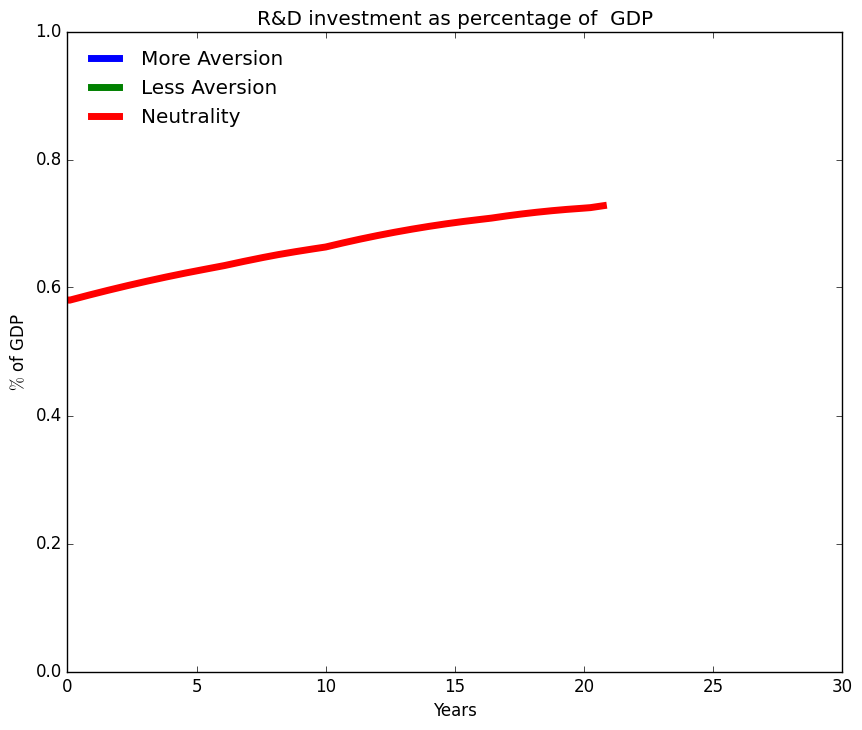 R&D investment as percentage of  GDP
1.0
0.8
0.6
0.4
0.2
0.0
% of GDP
More Aversion
Less Aversion
Neutrality
0 5 10 15 20 25 30
Years